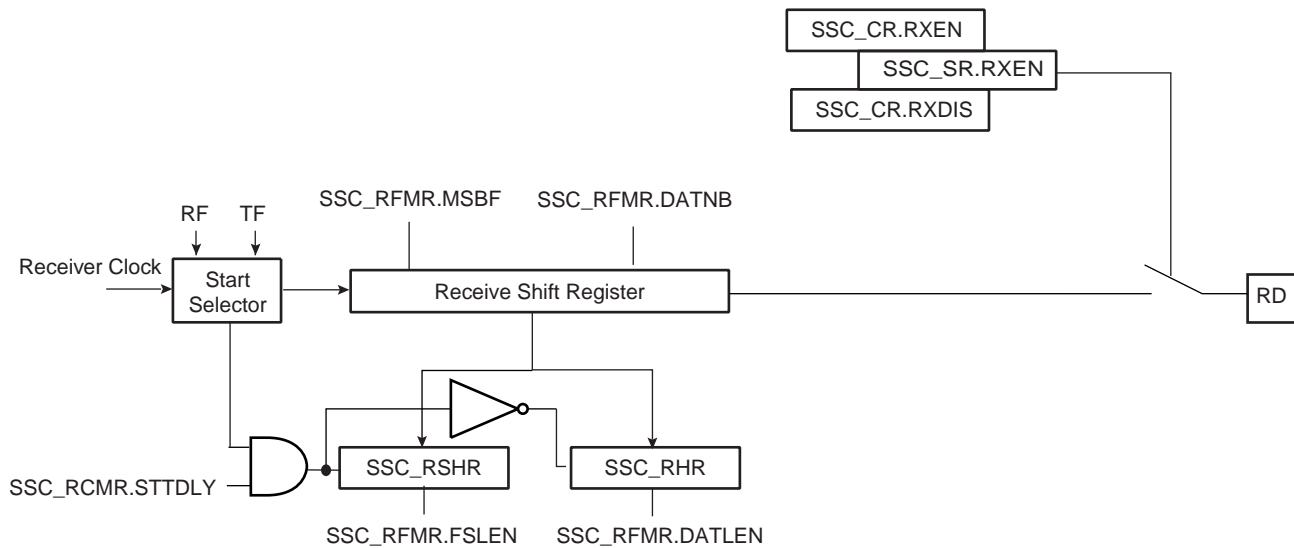 SSC_CR.RXEN
SSC_SR.RXEN
SSC_CR.RXDIS
SSC_RFMR.MSBF
SSC_RFMR.DATNB
RF
TF
Receiver Clock
Start
Selector
Receive Shift Register
RD
SSC_RSHR
SSC_RHR
SSC_RCMR.STTDLY
SSC_RFMR.FSLEN
SSC_RFMR.DATLEN